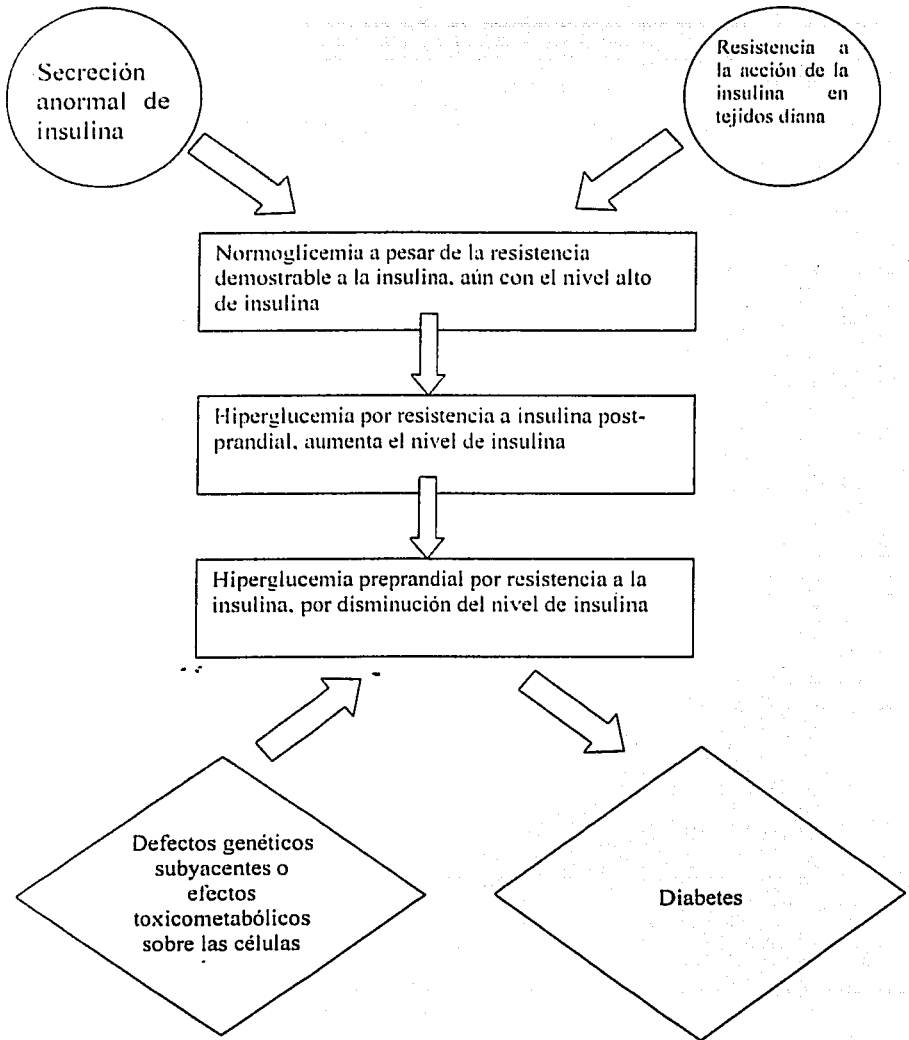 Secreción
anormal de
insulina
Resistencia a
la acción de la
insulina en
tejidos diana
Normoglicemia a pesar de la resistencia
demostrable a la insulina, aún con el nivel alto
de insulina
Hiperglucemia por resistencia a insulina post-
prandial, aumenta el nivel de insulina
Hiperglucemia preprandial por resistencia a la
insulina, por disminución del nivel de insulina
Defectos genéticos
subyacentes o
efectos
toxicometabólicos
sobre las células
Diabetes